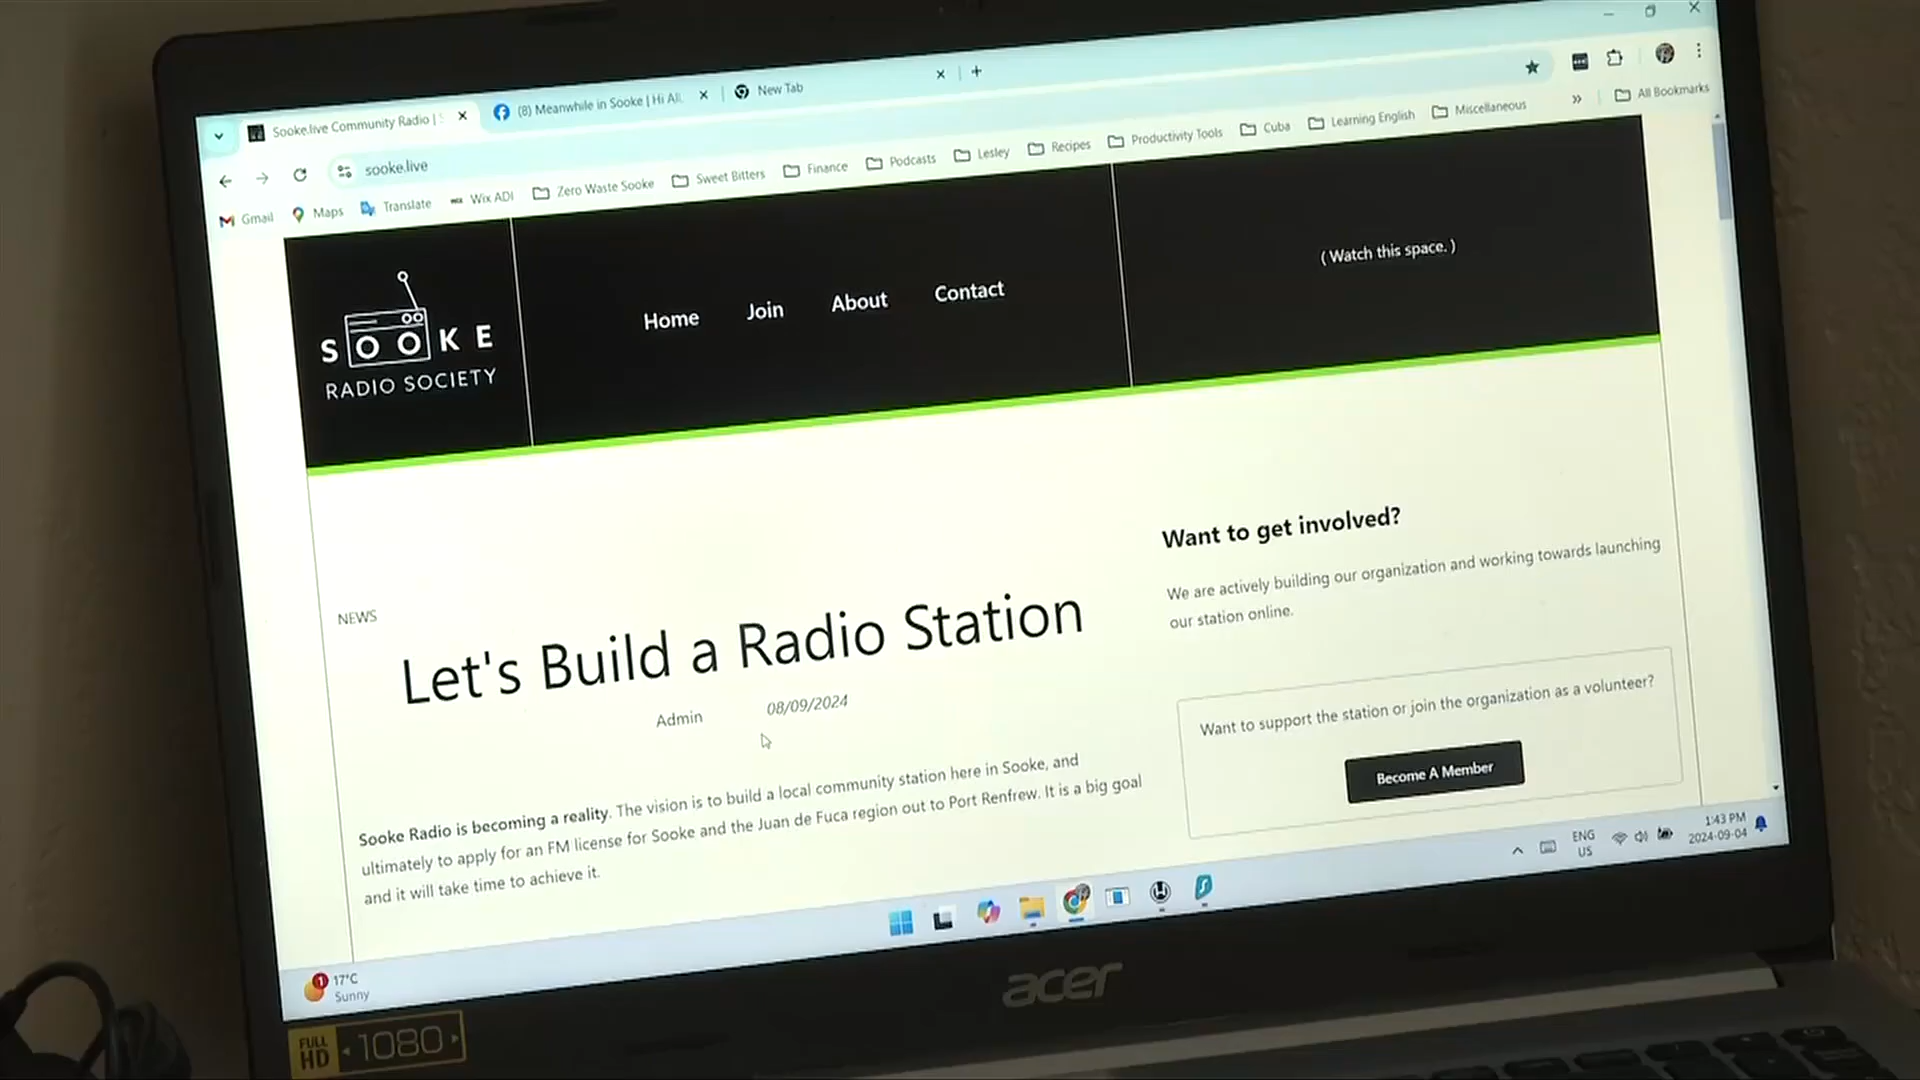 Sooke.live Community Radio |
(8) Meanwhile in Sooke | Hi All.
New Tab
sooke.live
All Bookmarks
Gmail
Maps
Translate
Wix ADI
Zero Waste Sooke
Sweet Bitters
Finance
Podcasts
Lesley
Recipes
Productivity Tools
Cuba
Learning English
Miscellaneous
SOOKE
RADIO SOCIETY
Home
Join
About
Contact
( Watch this space. )
NEWS
Let's Build a Radio Station
Admin
08/09/2024
Sooke Radio is becoming a reality. The vision is to build a local community station here in Sooke, and
ultimately to apply for an FM license for Sooke and the Juan de Fuca region out to Port Renfrew. It is a big goal
and it will take time to achieve it.
Want to get involved?
We are actively building our organization and working towards launching
our station online.
Want to support the station or join the organization as a volunteer?
Become A Member
1
17°C
Sunny
ENG
US
1:43 PM
2024-09-04
acer
FULL
HD
1080